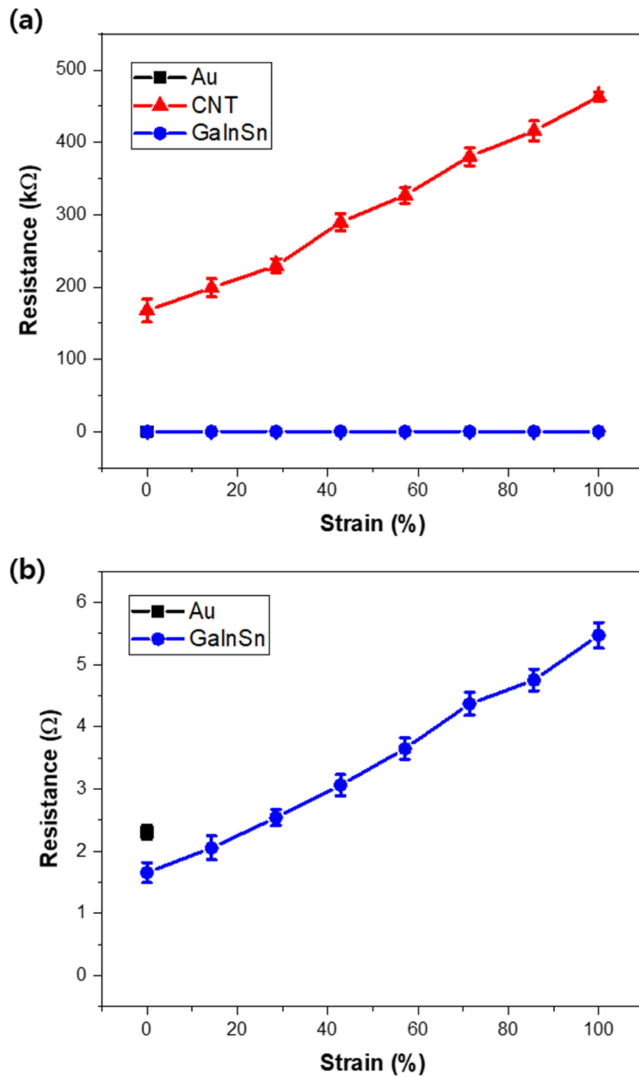 (a)
Au
CNT
GaInSn
Resistance (kΩ)
500
400
300
200
100
0
0 20 40 60 80 100
Strain (%)
(b)
Au
GaInSn
Resistance (Ω)
6
5
4
3
2
1
0
0 20 40 60 80 100
Strain (%)